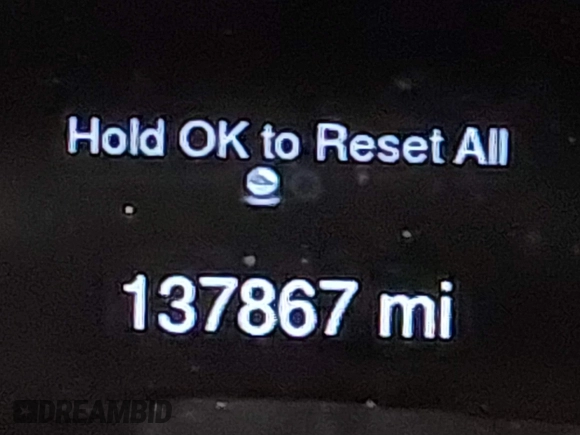 Hold OK to Reset All
137867 mi
DREAMBID